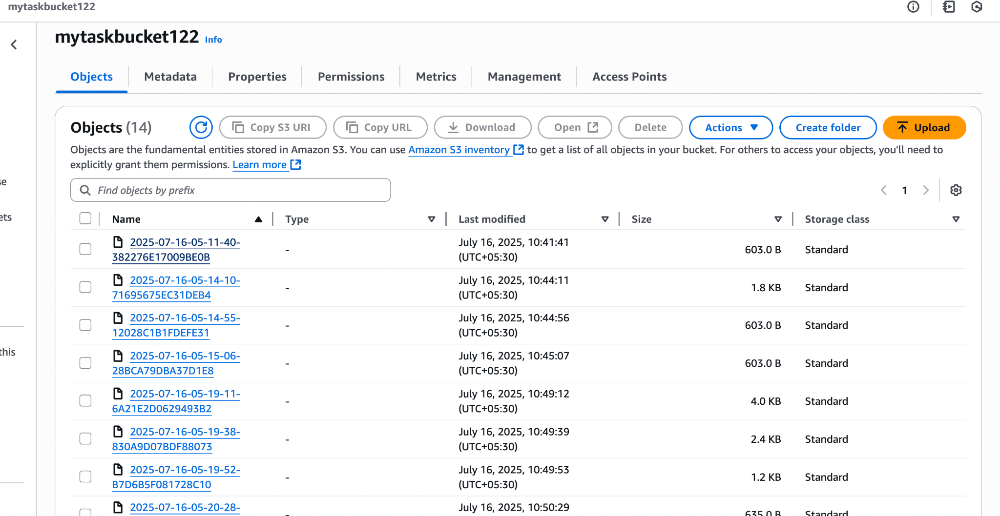 mytaskbucket122
mytaskbucket122 Info
Objects Metadata Properties Permissions Metrics Management Access Points
Objects (14) Copy S3 URI Copy URL Download Open Delete Actions Create folder Upload
Objects are the fundamental entities stored in Amazon S3. You can use Amazon S3 inventory to get a list of all objects in your bucket. For others to access your objects, you'll need to
explicitly grant them permissions. Learn more
Find objects by prefix 1
Name Type Last modified Size Storage class
2025-07-16-05-11-40-
382276E17009BE0B
-
July 16, 2025, 10:41:41
(UTC+05:30)
603.0 B
Standard
2025-07-16-05-14-10-
71695675EC31DEB4
-
July 16, 2025, 10:44:11
(UTC+05:30)
1.8 KB
Standard
2025-07-16-05-14-55-
12028C1B1FDEFE31
-
July 16, 2025, 10:44:56
(UTC+05:30)
603.0 B
Standard
2025-07-16-05-15-06-
28BCA79DBA37D1E8
-
July 16, 2025, 10:45:07
(UTC+05:30)
603.0 B
Standard
2025-07-16-05-19-11-
6A21E2D0629493B2
-
July 16, 2025, 10:49:12
(UTC+05:30)
4.0 KB
Standard
2025-07-16-05-19-38-
830A9D07BDF88073
-
July 16, 2025, 10:49:39
(UTC+05:30)
2.4 KB
Standard
2025-07-16-05-19-52-
B7D6B5F081728C10
-
July 16, 2025, 10:49:53
(UTC+05:30)
1.2 KB
Standard
2025-07-16-05-20-28-
-
July 16, 2025, 10:50:29
635.0 B
Standard
this